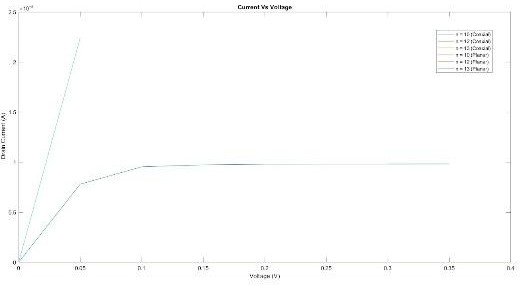 Current Vs Voltage
2.5
2
1.5
1
0.5
0
0
0.05
0.1
0.15
0.2
0.25
0.3
0.35
0.4
Voltage (V)
Drain Current (A)
n = 10 (Coaxial)
n = 12 (Coaxial)
n = 13 (Coaxial)
n = 10 (Planar)
n = 12 (Planar)
n = 13 (Planar)